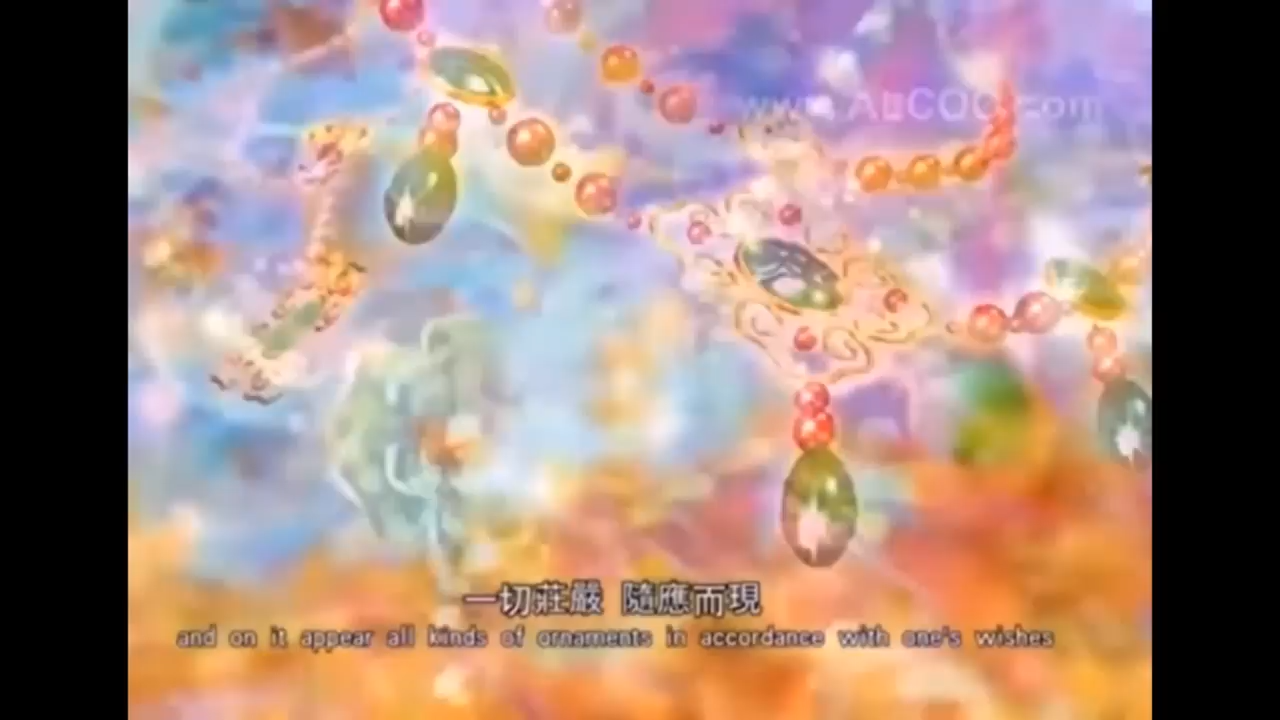 一切莊嚴 隨應而現
and on it appear all kinds of ornaments in accordance with one's wishes